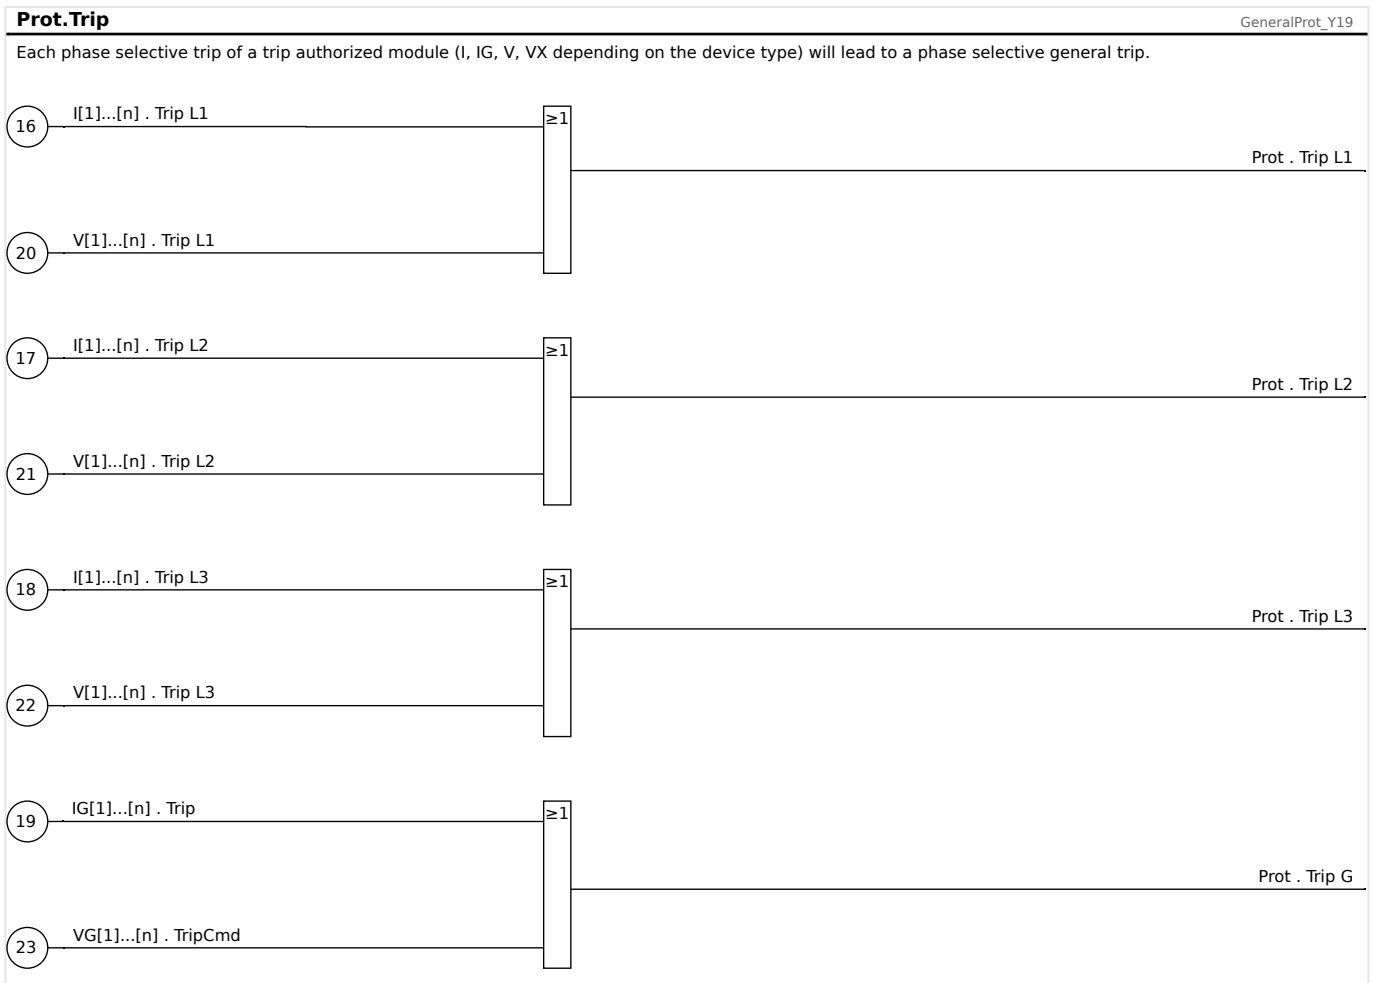 Prot.Trip
GeneralProt_Y19
Each phase selective trip of a trip authorized module (I, IG, V, VX depending on the device type) will lead to a phase selective general trip.
16
I[1]...[n] . Trip L1
≥1
Prot . Trip L1
20
V[1]...[n] . Trip L1
17
I[1]...[n] . Trip L2
≥1
Prot . Trip L2
21
V[1]...[n] . Trip L2
18
I[1]...[n] . Trip L3
≥1
Prot . Trip L3
22
V[1]...[n] . Trip L3
19
IG[1]...[n] . Trip
≥1
Prot . Trip G
23
VG[1]...[n] . TripCmd